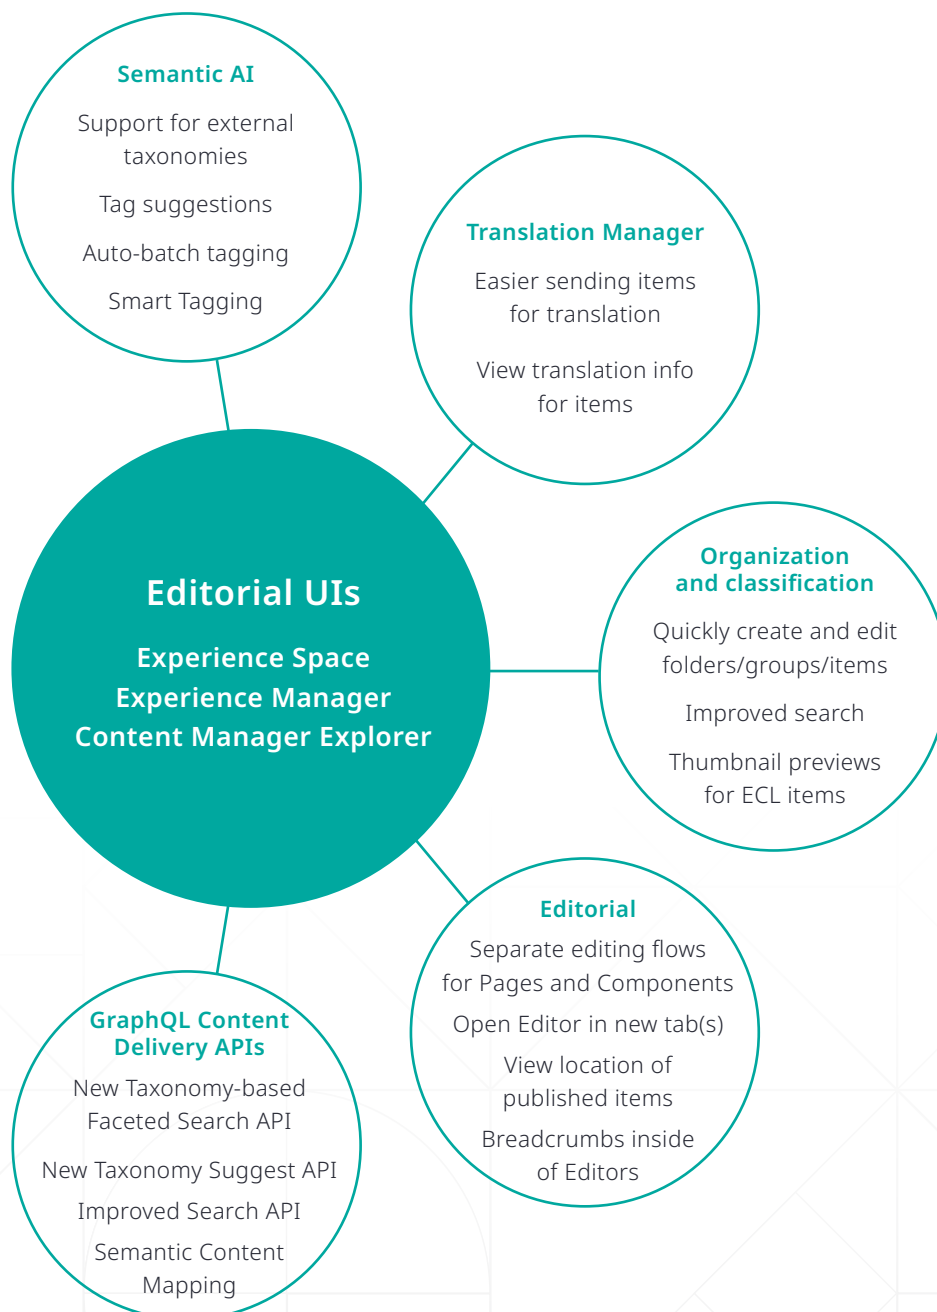 Semantic AI
Support for external
taxonomies
Tag suggestions
Auto-batch tagging
Smart Tagging
Translation Manager
Easier sending items
for translation
View translation info
for items
Editorial UIs
Experience Space
Experience Manager
Content Manager Explorer
Organization
and classification
Quickly create and edit
folders/groups/items
Improved search
Thumbnail previews
for ECL items
Editorial
Separate editing flows
for Pages and Components
Open Editor in new tab(s)
View location of
published items
Breadcrumbs inside
of Editors
GraphQL Content
Delivery APIs
New Taxonomy-based
Faceted Search API
New Taxonomy Suggest API
Improved Search API
Semantic Content
Mapping